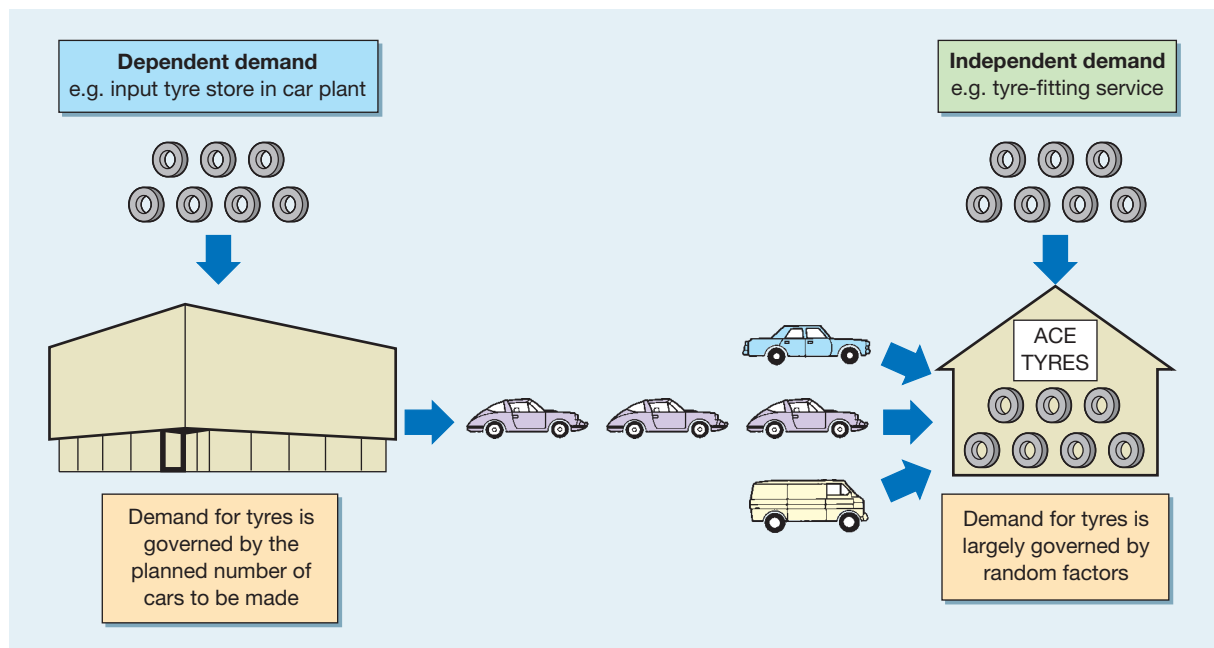 Dependent demand
e.g. input tyre store in car plant
Independent demand
e.g. tyre-fitting service
ACE
TYRES
Demand for tyres is
governed by the
planned number of
cars to be made
Demand for tyres is
largely governed by
random factors